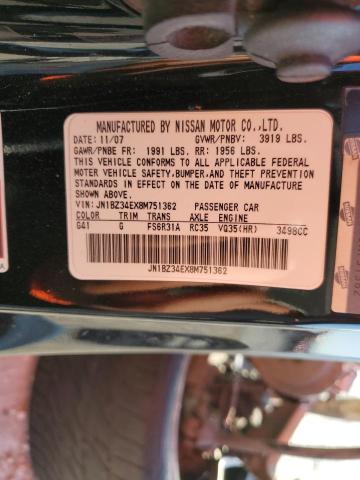 MANUFACTURED BY NISSAN MOTOR CO.,LTD.
DATE: 11/07 GVWR/PNBV: 3919 LBS.
GAWR/PNBE FR: 1991 LBS. RR: 1956 LBS.
THIS VEHICLE CONFORMS TO ALL APPLICABLE FEDERAL
MOTOR VEHICLE SAFETY,BUMPER,AND THEFT PREVENTION
STANDARDS IN EFFECT ON THE DATE OF MANUFACTURE
SHOWN ABOVE.
VIN: JN1BZ34EX8M751362 PASSENGER CAR
COLOR TRIM TRANS AXLE ENGINE
G41 G FS6R31A RC35 VQ35(HR) 3498CC
JN1BZ34EX8M751362